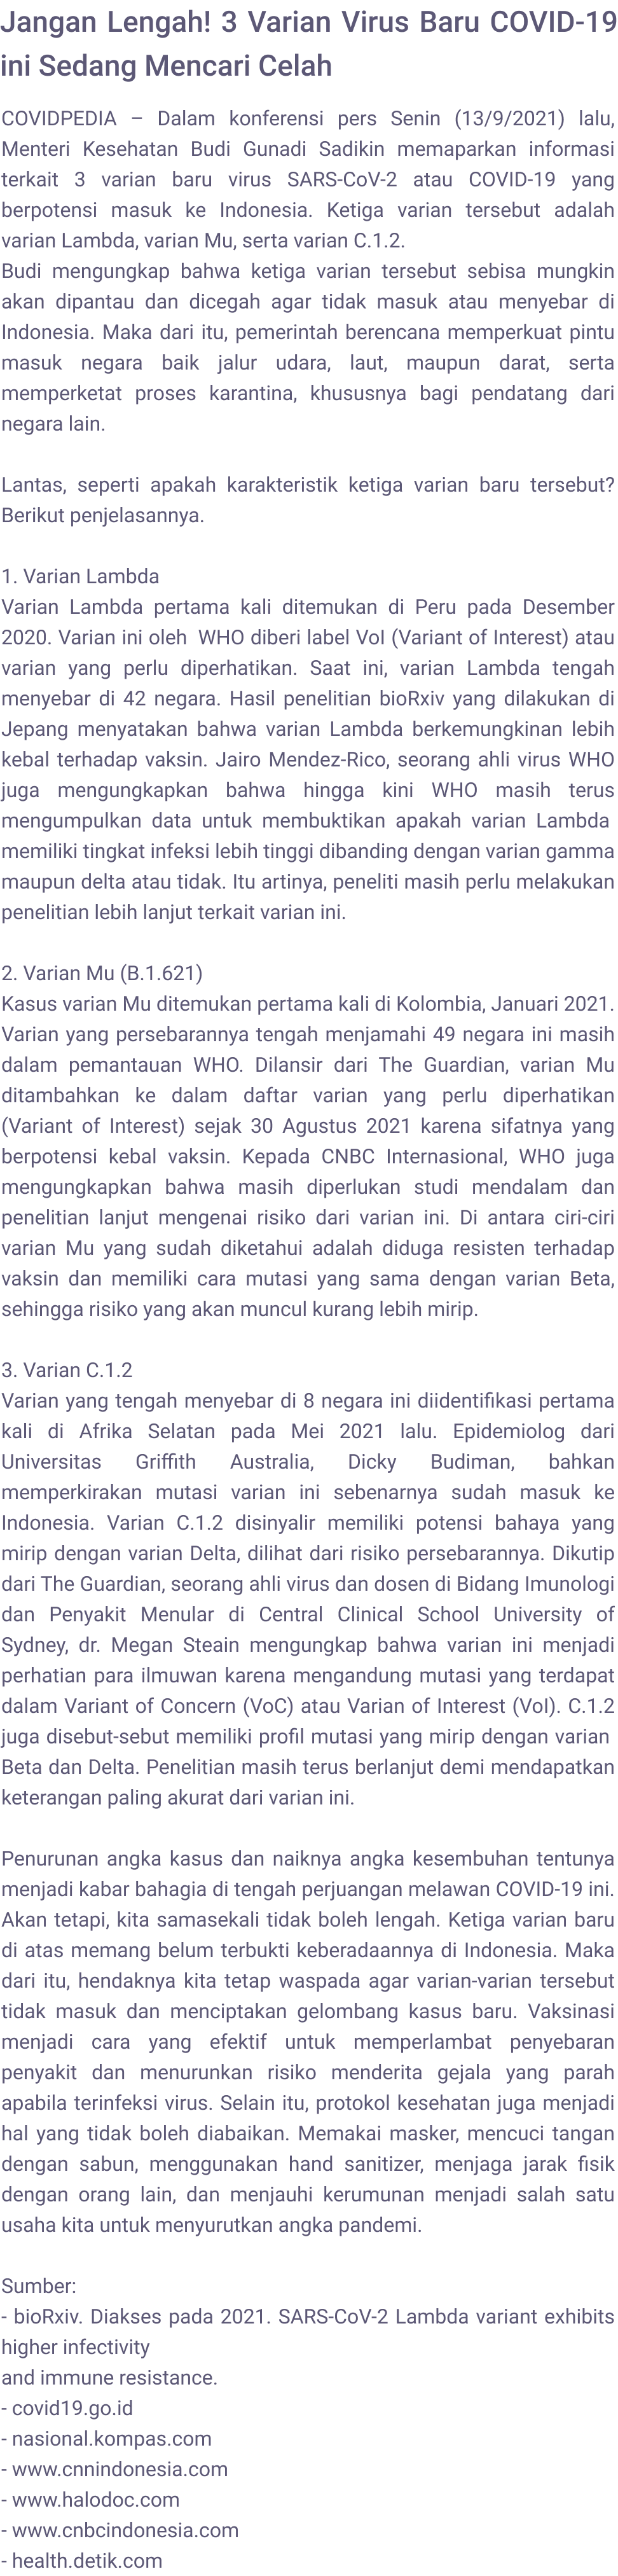 Jangan Lengah! 3 Varian Virus Baru COVID-19
ini Sedang Mencari Celah
COVIDPEDIA – Dalam konferensi pers Senin (13/9/2021) lalu,
Menteri Kesehatan Budi Gunadi Sadikin memaparkan informasi
terkait 3 varian baru virus SARS-CoV-2 atau COVID-19 yang
berpotensi masuk ke Indonesia. Ketiga varian tersebut adalah
varian Lambda, varian Mu, serta varian C.1.2.
Budi mengungkap bahwa ketiga varian tersebut sebisa mungkin
akan dipantau dan dicegah agar tidak masuk atau menyebar di
Indonesia. Maka dari itu, pemerintah berencana memperkuat pintu
masuk negara baik jalur udara, laut, maupun darat, serta
memperketat proses karantina, khususnya bagi pendatang dari
negara lain.
Lantas, seperti apakah karakteristik ketiga varian baru tersebut?
Berikut penjelasannya.
1. Varian Lambda
Varian Lambda pertama kali ditemukan di Peru pada Desember
2020. Varian ini oleh WHO diberi label VoI (Variant of Interest) atau
varian yang perlu diperhatikan. Saat ini, varian Lambda tengah
menyebar di 42 negara. Hasil penelitian bioRxiv yang dilakukan di
Jepang menyatakan bahwa varian Lambda berkemungkinan lebih
kebal terhadap vaksin. Jairo Mendez-Rico, seorang ahli virus WHO
juga mengungkapkan bahwa hingga kini WHO masih terus
mengumpulkan data untuk membuktikan apakah varian Lambda
memiliki tingkat infeksi lebih tinggi dibanding dengan varian gamma
maupun delta atau tidak. Itu artinya, peneliti masih perlu melakukan
penelitian lebih lanjut terkait varian ini.
2. Varian Mu (B.1.621)
Kasus varian Mu ditemukan pertama kali di Kolombia, Januari 2021.
Varian yang persebarannya tengah menjamahi 49 negara ini masih
dalam pemantauan WHO. Dilansir dari The Guardian, varian Mu
ditambahkan ke dalam daftar varian yang perlu diperhatikan
(Variant of Interest) sejak 30 Agustus 2021 karena sifatnya yang
berpotensi kebal vaksin. Kepada CNBC Internasional, WHO juga
mengungkapkan bahwa masih diperlukan studi mendalam dan
penelitian lanjut mengenai risiko dari varian ini. Di antara ciri-ciri
varian Mu yang sudah diketahui adalah diduga resisten terhadap
vaksin dan memiliki cara mutasi yang sama dengan varian Beta,
sehingga risiko yang akan muncul kurang lebih mirip.
3. Varian C.1.2
Varian yang tengah menyebar di 8 negara ini diidentifikasi pertama
kali di Afrika Selatan pada Mei 2021 lalu. Epidemiolog dari
Universitas Griffith Australia, Dicky Budiman, bahkan
memperkirakan mutasi varian ini sebenarnya sudah masuk ke
Indonesia. Varian C.1.2 disinyalir memiliki potensi bahaya yang
mirip dengan varian Delta, dilihat dari risiko persebarannya. Dikutip
dari The Guardian, seorang ahli virus dan dosen di Bidang Imunologi
dan Penyakit Menular di Central Clinical School University of
Sydney, dr. Megan Steain mengungkap bahwa varian ini menjadi
perhatian para ilmuwan karena mengandung mutasi yang terdapat
dalam Variant of Concern (VoC) atau Varian of Interest (VoI). C.1.2
juga disebut-sebut memiliki profil mutasi yang mirip dengan varian
Beta dan Delta. Penelitian masih terus berlanjut demi mendapatkan
keterangan paling akurat dari varian ini.
Penurunan angka kasus dan naiknya angka kesembuhan tentunya
menjadi kabar bahagia di tengah perjuangan melawan COVID-19 ini.
Akan tetapi, kita samasekali tidak boleh lengah. Ketiga varian baru
di atas memang belum terbukti keberadaannya di Indonesia. Maka
dari itu, hendaknya kita tetap waspada agar varian-varian tersebut
tidak masuk dan menciptakan gelombang kasus baru. Vaksinasi
menjadi cara yang efektif untuk memperlambat penyebaran
penyakit dan menurunkan risiko menderita gejala yang parah
apabila terinfeksi virus. Selain itu, protokol kesehatan juga menjadi
hal yang tidak boleh diabaikan. Memakai masker, mencuci tangan
dengan sabun, menggunakan hand sanitizer, menjaga jarak fisik
dengan orang lain, dan menjauhi kerumunan menjadi salah satu
usaha kita untuk menyurutkan angka pandemi.
Sumber:
- bioRxiv. Diakses pada 2021. SARS-CoV-2 Lambda variant exhibits
higher infectivity
and immune resistance.
- covid19.go.id
- nasional.kompas.com
- www.cnnindonesia.com
- www.halodoc.com
- www.cnbcindonesia.com
- health.detik.com